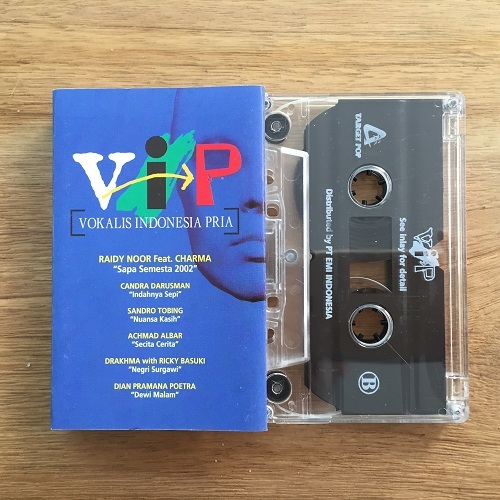 ViP
VOKALIS INDONESIA PRIA
RAIDY NOOR Feat. CHARMA
"Sapa Semesta 2002"
CANDRA DARUSMAN
"Indahnya Sepi"
SANDRO TOBING
"Nuansa Kasih"
ACHMAD ALBAR
"Secita Cerita"
DRAKHMA with RICKY BASUKI
"Negri Surgawi"
DIAN PRAMANA POETRA
"Dewi Malam"
TARGET POP
ViP
See inlay for detail
Distributed by PT EMI INDONESIA
B